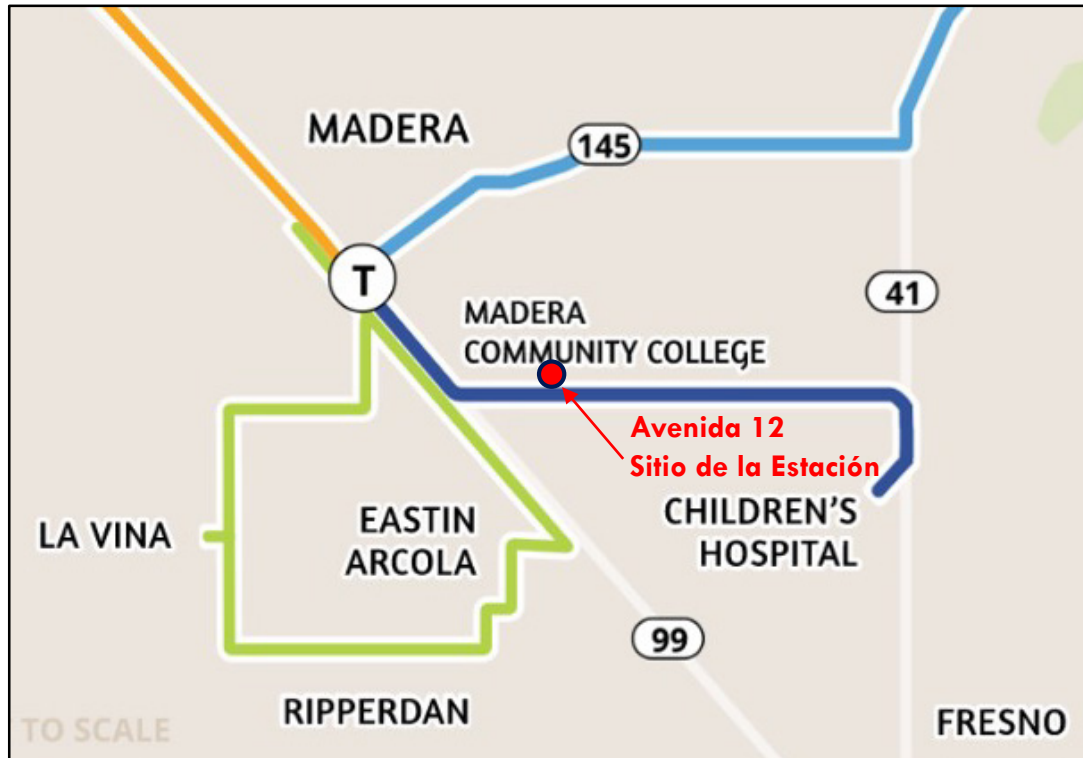 MADERA
145
T
41
MADERA
COMMUNITY COLLEGE
Avenida 12
Sitio de la Estación
LA VINA
EASTIN
ARCOLA
CHILDREN'S
HOSPITAL
99
RIPPERDAN
FRESNO
TO SCALE